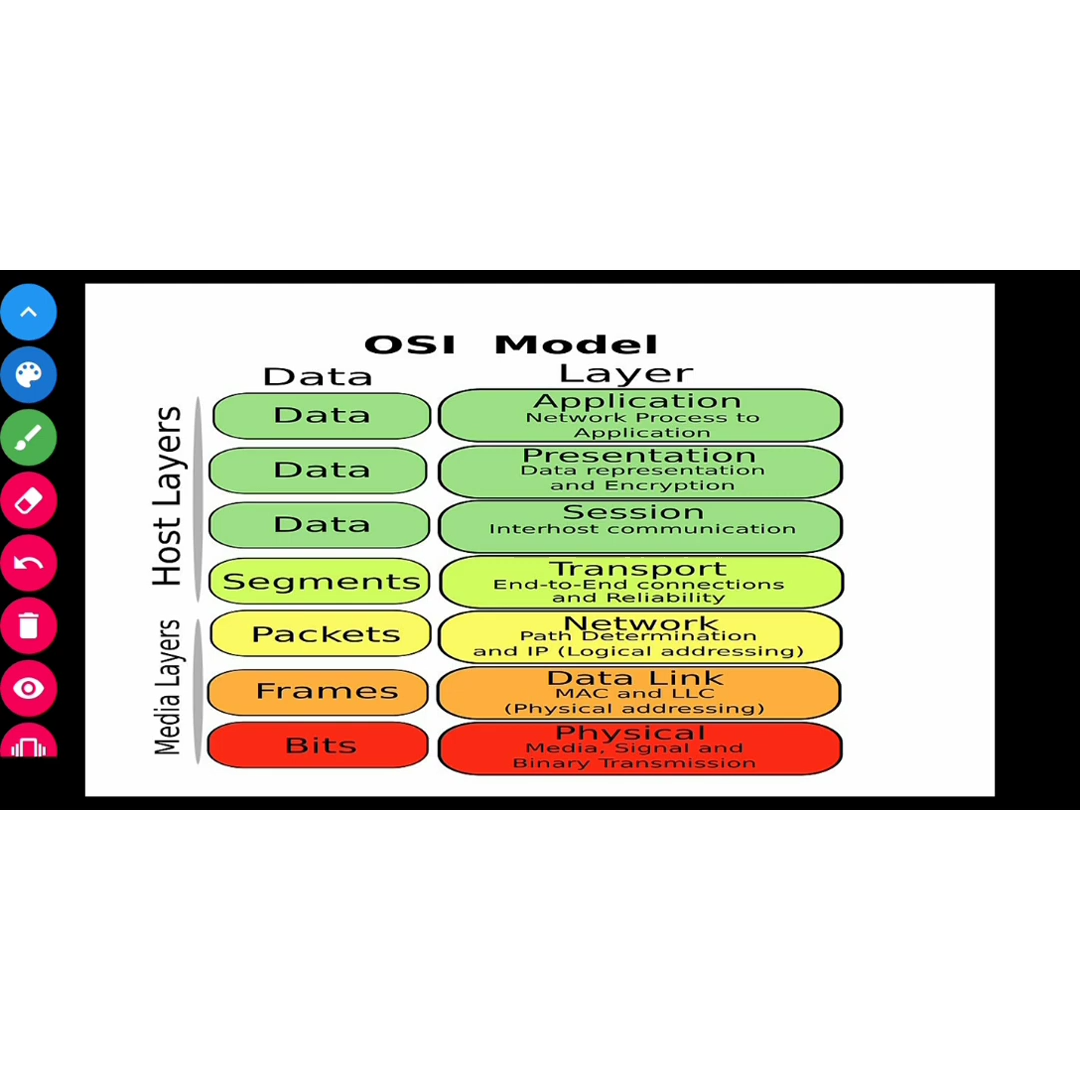 OSI Model
Data
Layer
Host Layers
Data
Application
Network Process to
Application
Data
Presentation
Data representation
and Encryption
Data
Session
Interhost communication
Segments
Transport
End-to-End connections
and Reliability
Media Layers
Packets
Network
Path Determination
and IP (Logical addressing)
Frames
Data Link
MAC and LLC
(Physical addressing)
Bits
Physical
Media, Signal and
Binary Transmission